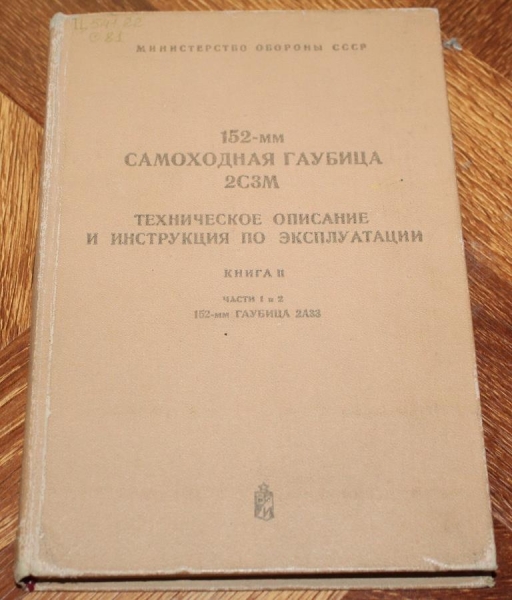 МИНИСТЕРСТВО ОБОРОНЫ СССР
152-мм
САМОХОДНАЯ ГАУБИЦА
2С3М
ТЕХНИЧЕСКОЕ ОПИСАНИЕ
И ИНСТРУКЦИЯ ПО ЭКСПЛУАТАЦИИ
КНИГА II
ЧАСТИ 1 и 2
152-мм ГАУБИЦА 2А33